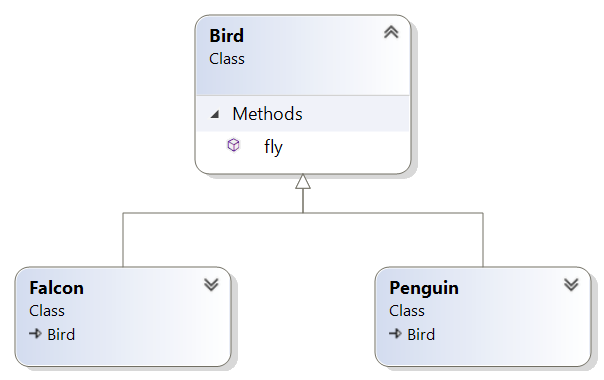 Bird
Class
Methods
fly
Falcon
Class
Bird
Penguin
Class
Bird